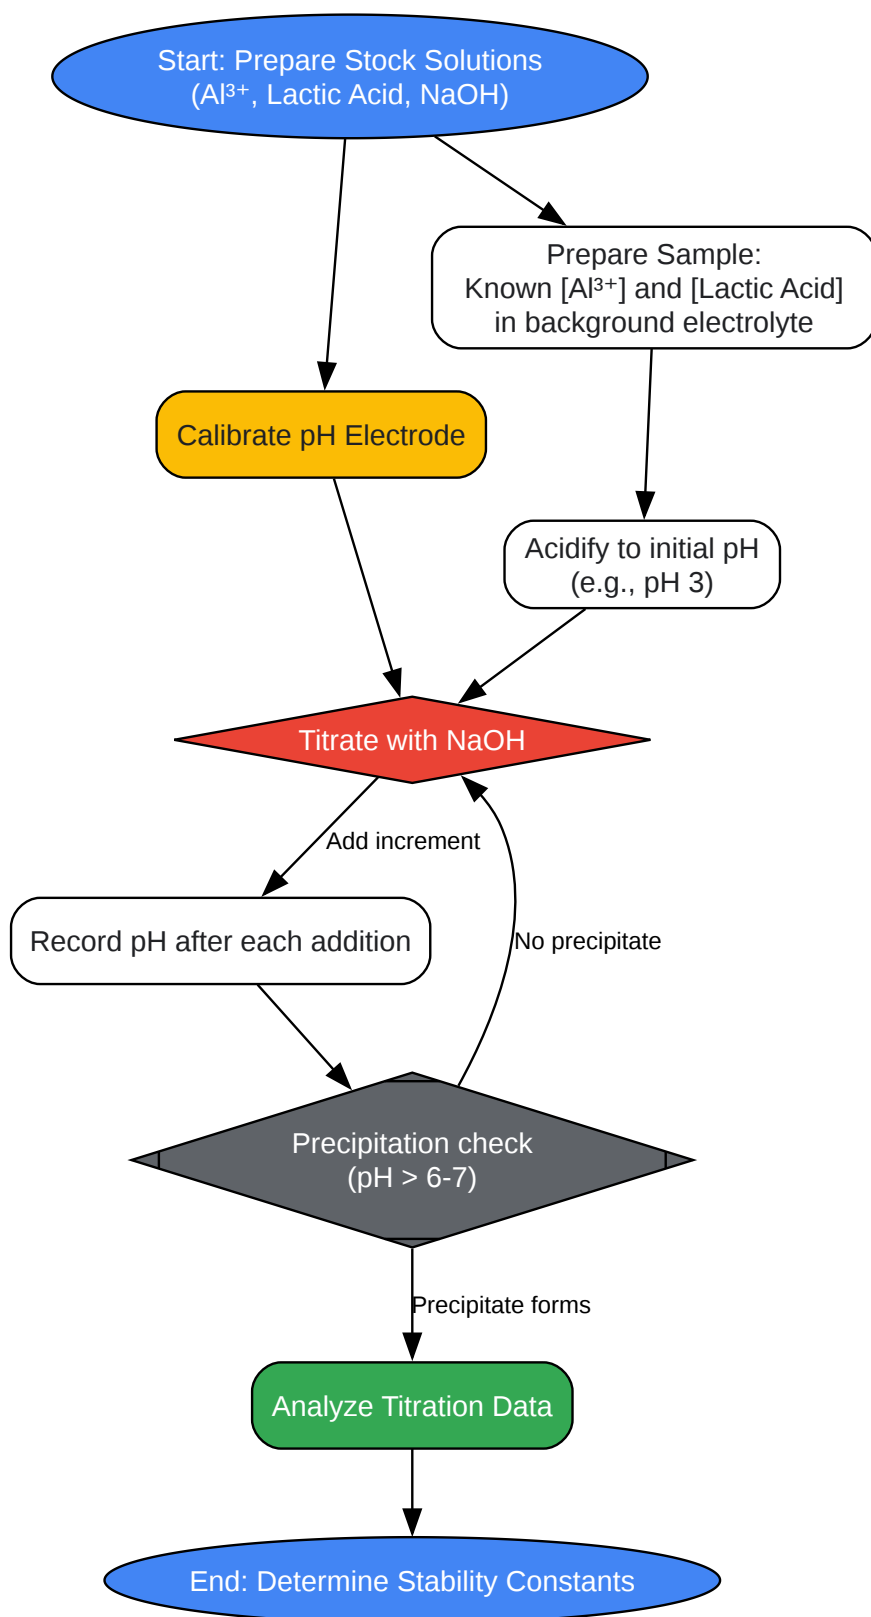 Start: Prepare Stock Solutions
(Al³⁺, Lactic Acid, NaOH)
Prepare Sample:
Known [Al³⁺] and [Lactic Acid]
in background electrolyte
Calibrate pH Electrode
Acidify to initial pH
(e.g., pH 3)
Titrate with NaOH
Add increment
Record pH after each addition
No precipitate
Precipitation check
(pH > 6-7)
Precipitate forms
Analyze Titration Data
End: Determine Stability Constants